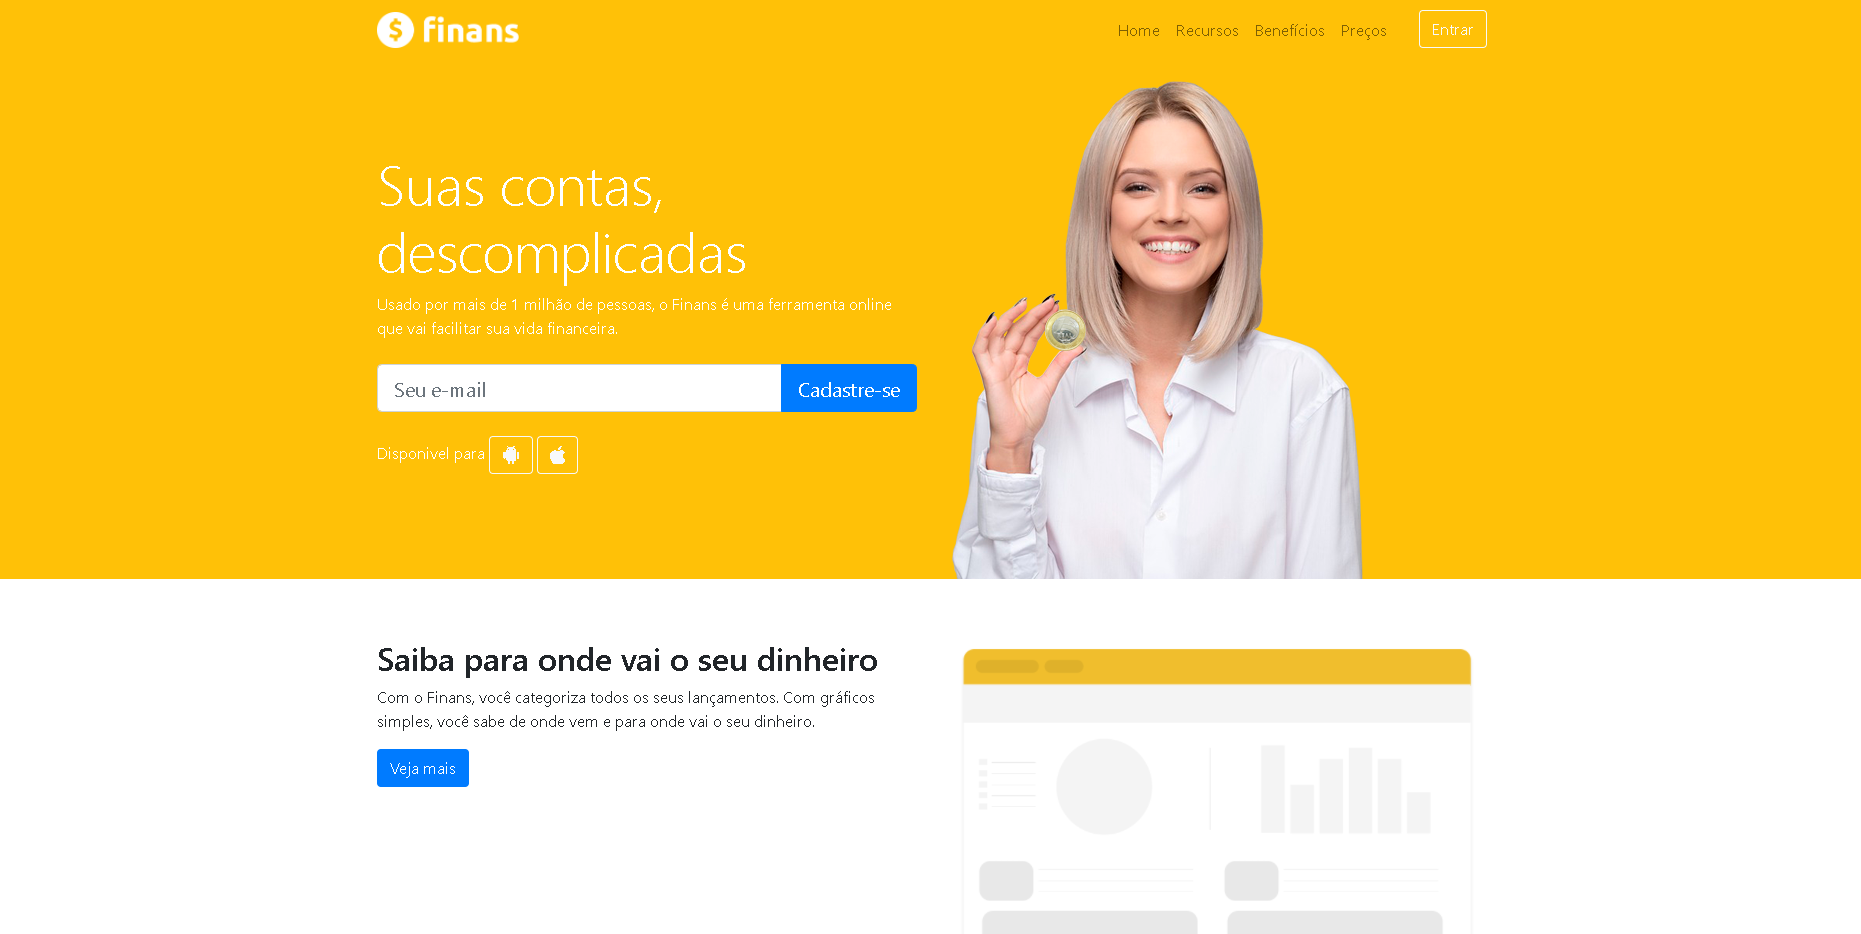 finans
Home Recursos Benefícios Preços Entrar
Suas contas,
descomplicadas
Usado por mais de 1 milhão de pessoas, o Finans é uma ferramenta online
que vai facilitar sua vida financeira.
Seu e-mail Cadastre-se
Disponivel para
Saiba para onde vai o seu dinheiro
Com o Finans, você categoriza todos os seus lançamentos. Com gráficos
simples, você sabe de onde vem e para onde vai o seu dinheiro.
Veja mais